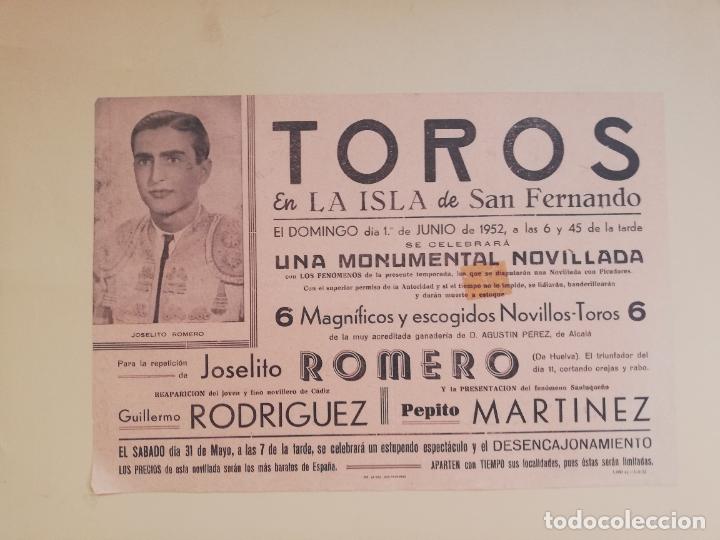 TOROS
En LA ISLA de San Fernando
El DOMINGO día 1.º de JUNIO de 1952, a las 6 y 45 de la tarde
SE CELEBRARÁ
UNA MONUMENTAL NOVILLADA
con LOS FENOMENOS de la presente temporada, los que se disputarán una Novillada con Picadores.
Con el superior permiso de la Autoridad y si el tiempo no lo impide, se lidiarán, banderillearán
y darán muerte a estoque
6 Magníficos y escogidos Novillos-Toros 6
de la muy acreditada ganadería de D. AGUSTIN PEREZ, de Alcalá
JOSELITO ROMERO
Para la repetición de Joselito ROMERO (De Huelva). El triunfador del día 11, cortando orejas y rabo.
REAPARICION del joven y fino novillero de Cádiz
Guillermo RODRIGUEZ
Y la PRESENTACION del fenómeno Sanluqueño
Pepito MARTINEZ
EL SABADO día 31 de Mayo, a las 7 de la tarde, se celebrará un estupendo espectáculo y el DESENCAJONAMIENTO
LOS PRECIOS de esta novillada serán los más baratos de España. APARTEN con TIEMPO sus localidades, pues éstas serán limitadas.
todocoleccion
todocoleccion.net